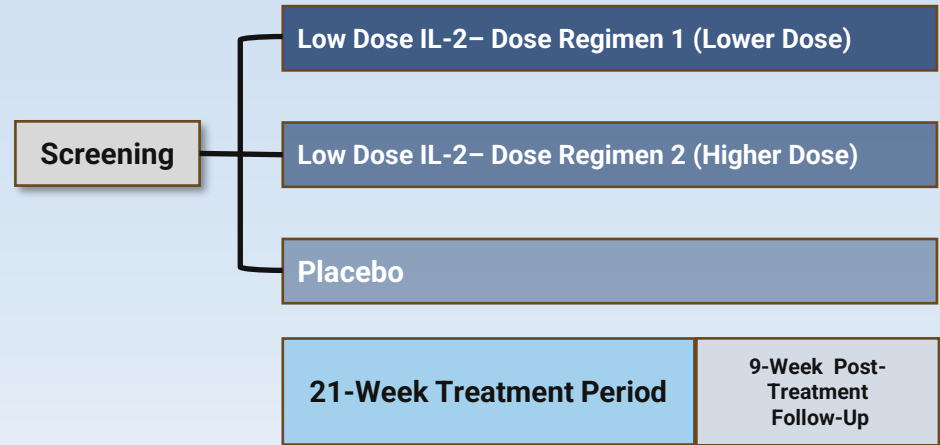 Low Dose IL-2– Dose Regimen 1 (Lower Dose)
Screening
Low Dose IL-2– Dose Regimen 2 (Higher Dose)
Placebo
21-Week Treatment Period
9-Week Post-
Treatment
Follow-Up